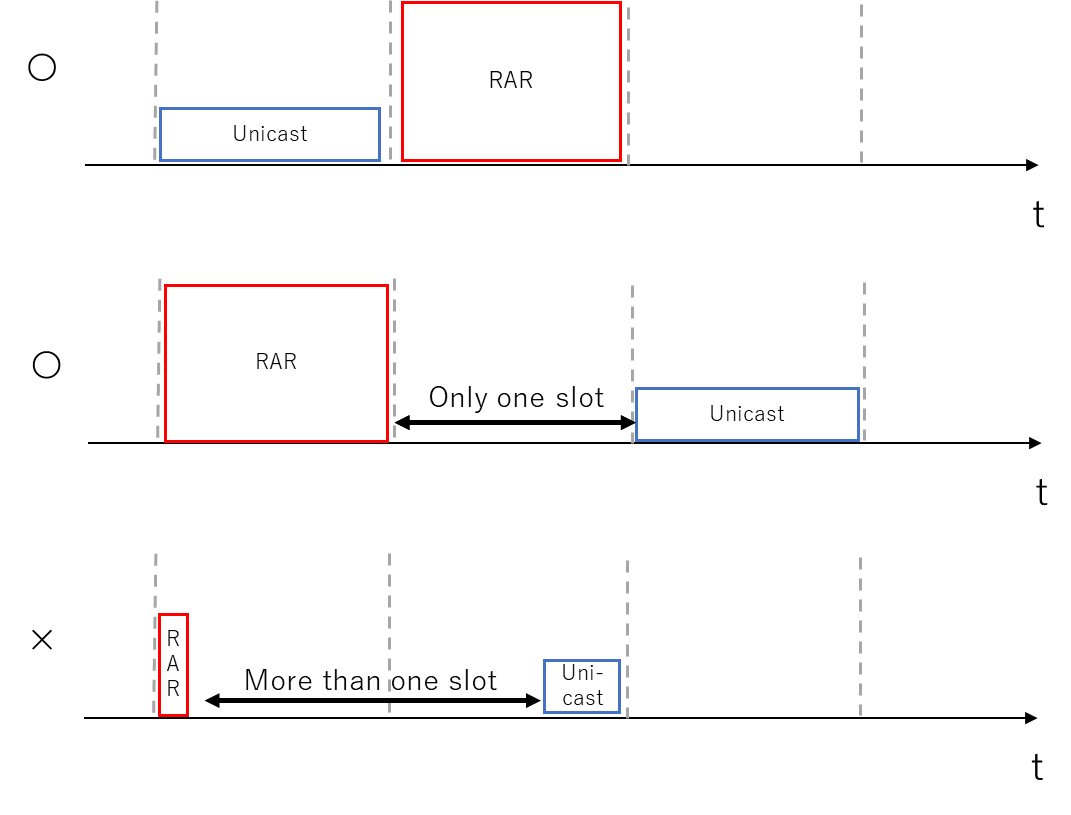 ○
RAR
Unicast
t
○
RAR
Only one slot
Unicast
t
×
R
A
R
More than one slot
Uni-
cast
t